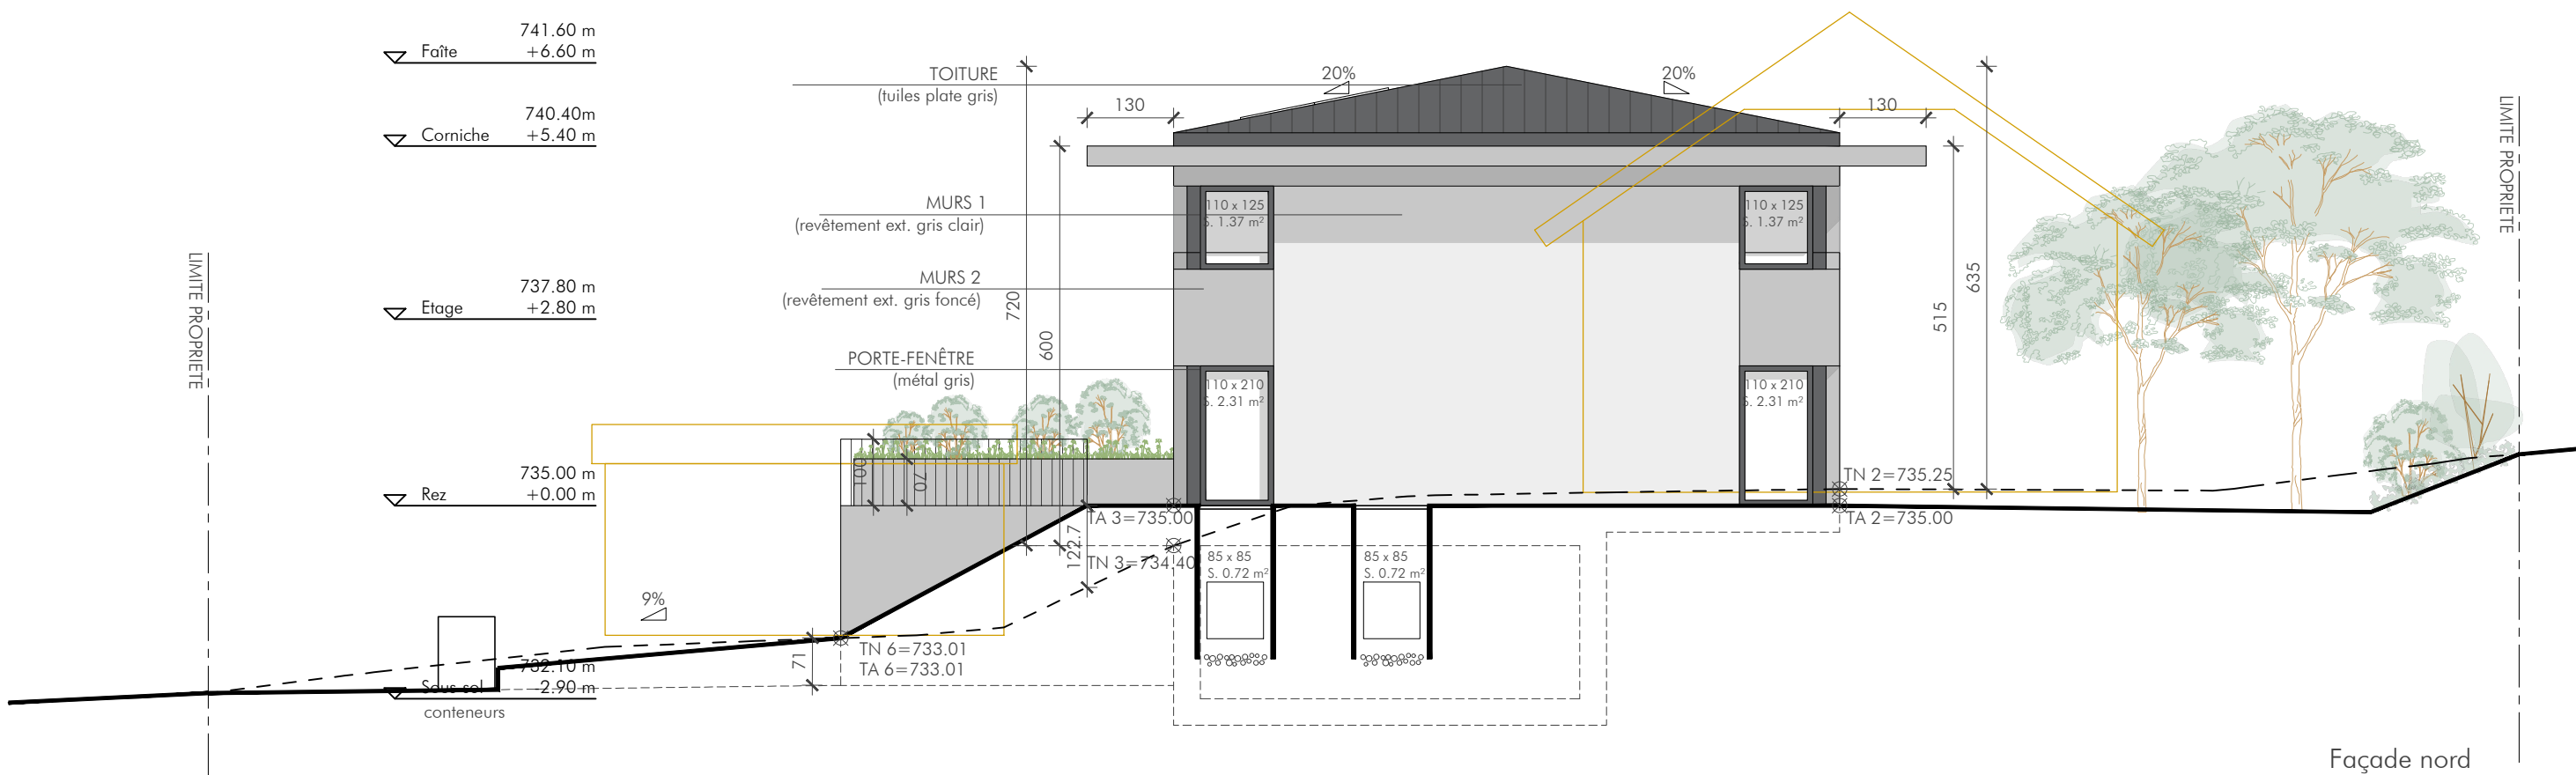 741.60 m
Faîte +6.60 m
740.40m
Corniche +5.40 m
737.80 m
Etage +2.80 m
735.00 m
Rez +0.00 m
732.10 m
Sous-sol -2.90 m
conteneurs
LIMITE PROPRIETE
9%
71
TOITURE
(tuiles plate gris)
MURS 1
(revêtement ext. gris clair)
MURS 2
(revêtement ext. gris foncé)
PORTE-FENÊTRE
(métal gris)
720
600
130
20%
20%
130
110 x 125
S. 1.37 m²
110 x 125
S. 1.37 m²
110 x 210
S. 2.31 m²
110 x 210
S. 2.31 m²
100
70
122.7
TA 3=735.00
TN 3=734.40
TN 6=733.01
TA 6=733.01
85 x 85
S. 0.72 m²
85 x 85
S. 0.72 m²
TN 2=735.25
TA 2=735.00
515
635
LIMITE PROPRIETE
Façade nord